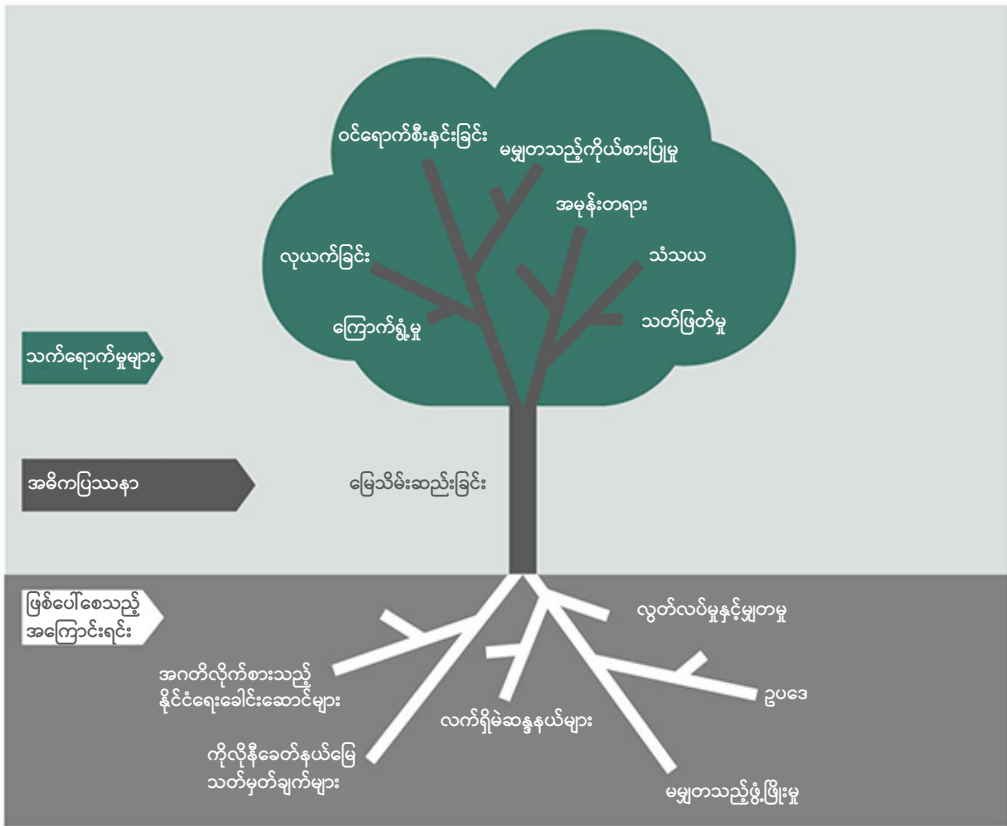 ဝင်ရောက်စီးနင်းခြင်း
မမျှတသည့်ကိုယ်စားပြုမှု
အမုန်းတရား
လုယက်ခြင်း
သံသယ
ကြောက်ရွံ့မှု
သတ်ဖြတ်မှု
သက်ရောက်မှုများ
အဓိကပြဿနာ
မြေသိမ်းဆည်းခြင်း
ဖြစ်ပေါ်စေသည့်
အကြောင်းရင်း
လွတ်လပ်မှုနှင့်မျှတမှု
အဂတိလိုက်စားသည့်
နိုင်ငံရေးခေါင်းဆောင်များ
ဥပဒေ
လက်ရှိမဲဆန္ဒနယ်များ
ကိုလိုနီခေတ်နယ်မြေ
သတ်မှတ်ချက်များ
မမျှတသည့်ဖွံ့ဖြိုးမှု